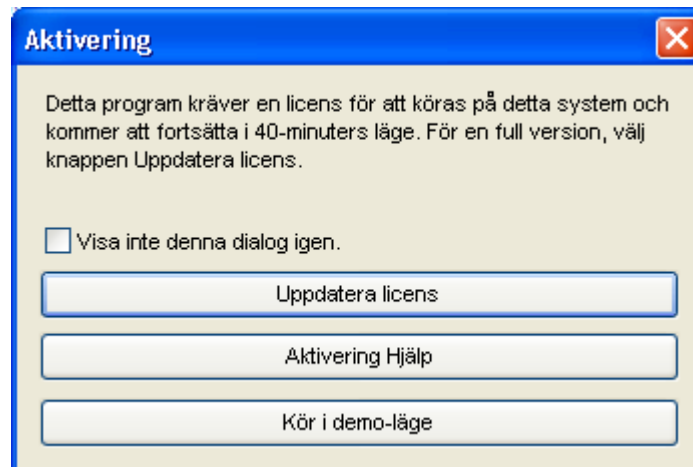 Aktivering
Detta program kräver en licens för att köras på detta system och
kommer att fortsätta i 40-minuters läge. För en full version, välj
knappen Uppdatera licens.
Visa inte denna dialog igen.
Uppdatera licens
Aktivering Hjälp
Kör i demo-läge